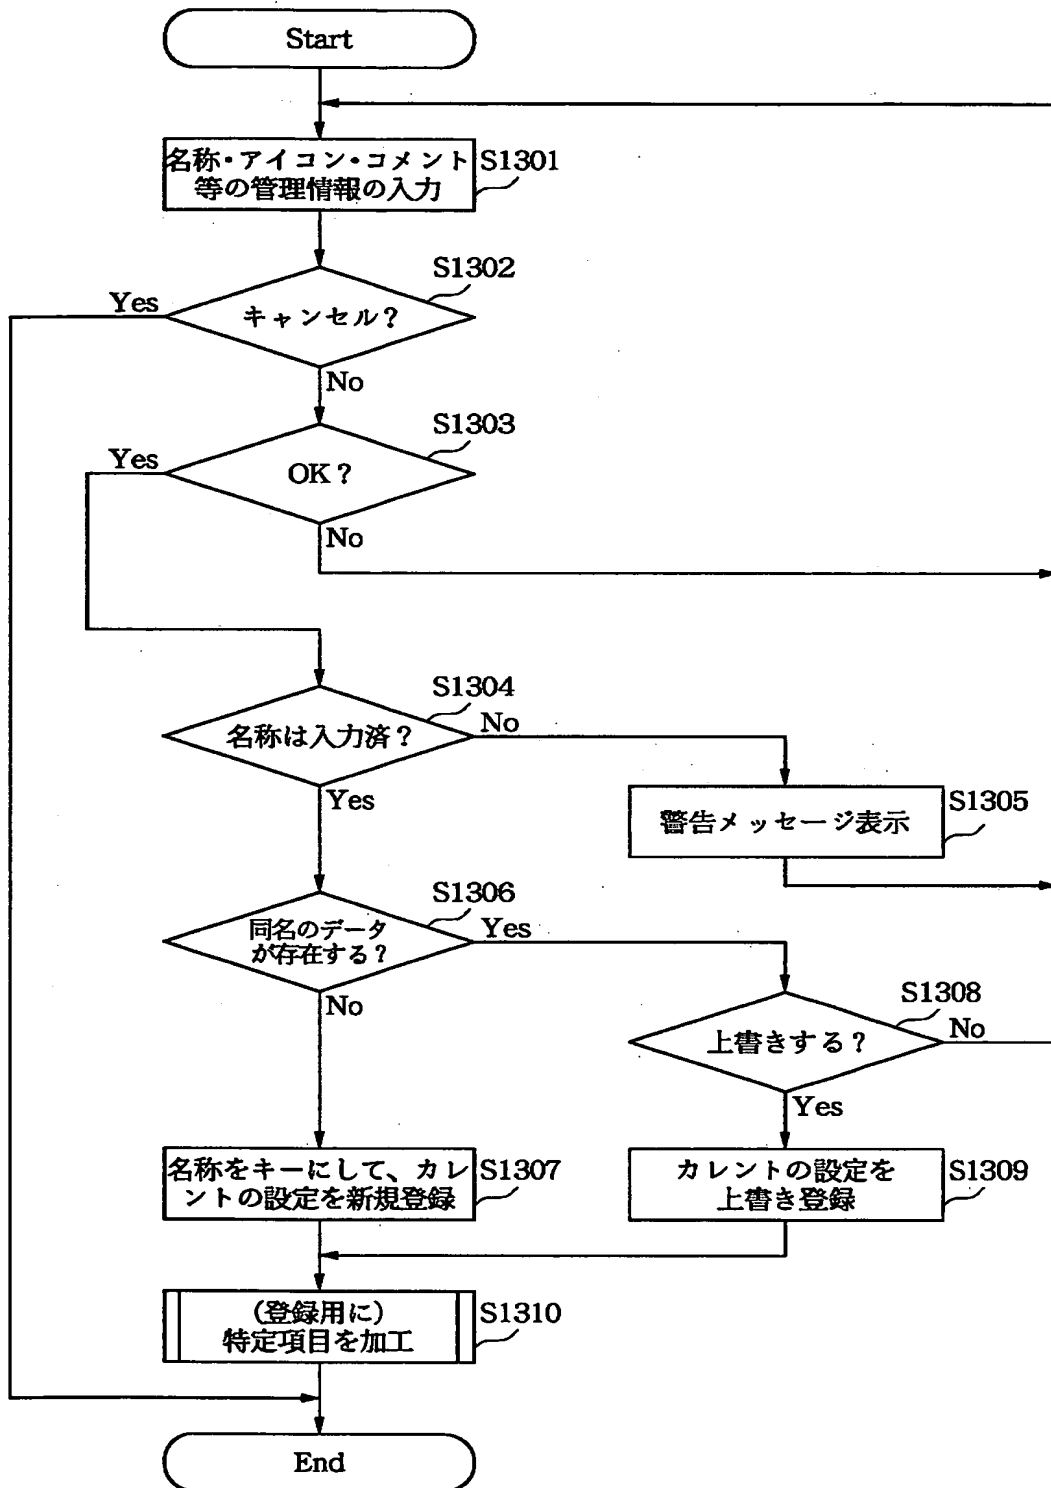 Start
名称・アイコン・コメント
等の管理情報の入力
S1301
S1302
Yes
キャンセル？
No
S1303
Yes
OK？
No
S1304
名称は入力済？
No
Yes
S1305
警告メッセージ表示
S1306
同名のデータ
が存在する？
Yes
No
S1308
上書きする？
No
Yes
名称をキーにして、カレ
ントの設定を新規登録
S1307
カレントの設定を
上書き登録
S1309
(登録用に)
特定項目を加工
S1310
End